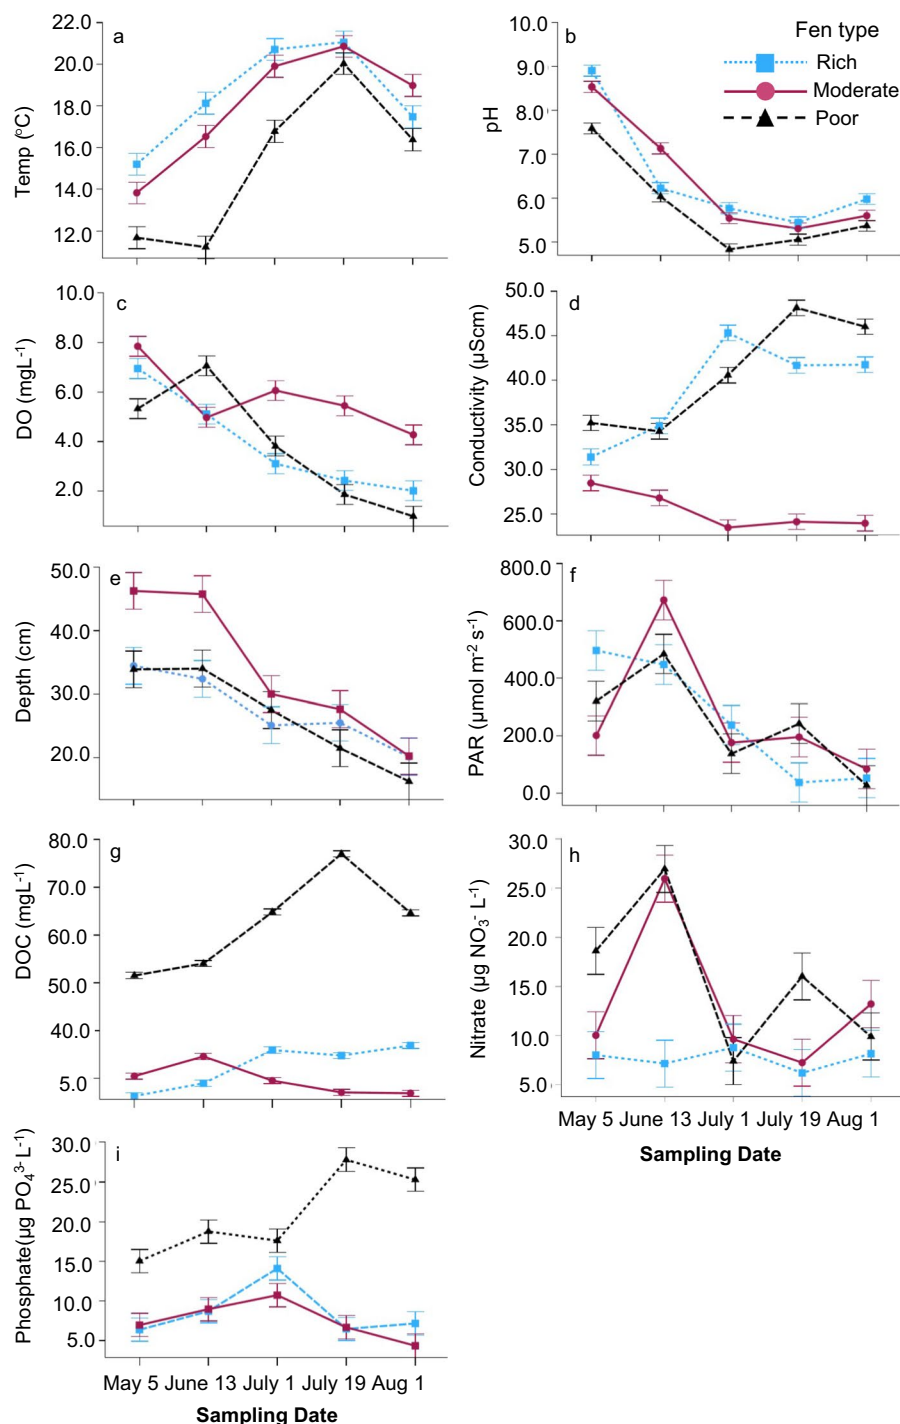 a
Temp (°C)
22.0
20.0
18.0
16.0
14.0
12.0
b
pH
9.0
8.0
7.0
6.0
5.0
Fen type
Rich
Moderate
Poor
c
DO (mgL⁻¹)
10.0
8.0
6.0
4.0
2.0
d
Conductivity (µScm)
50.0
45.0
40.0
35.0
30.0
25.0
e
Depth (cm)
50.0
40.0
30.0
20.0
f
PAR (µmol m⁻² s⁻¹)
800.0
600.0
400.0
200.0
0.0
g
DOC (mgL⁻¹)
80.0
70.0
60.0
50.0
40.0
5.0
h
Nitrate (µg NO₃⁻ L⁻¹)
30.0
25.0
20.0
15.0
10.0
5.0
May 5 June 13 July 1 July 19 Aug 1
Sampling Date
i
Phosphate(µg PO₄³⁻ L⁻¹)
30.0
25.0
20.0
15.0
10.0
5.0
May 5 June 13 July 1 July 19 Aug 1
Sampling Date